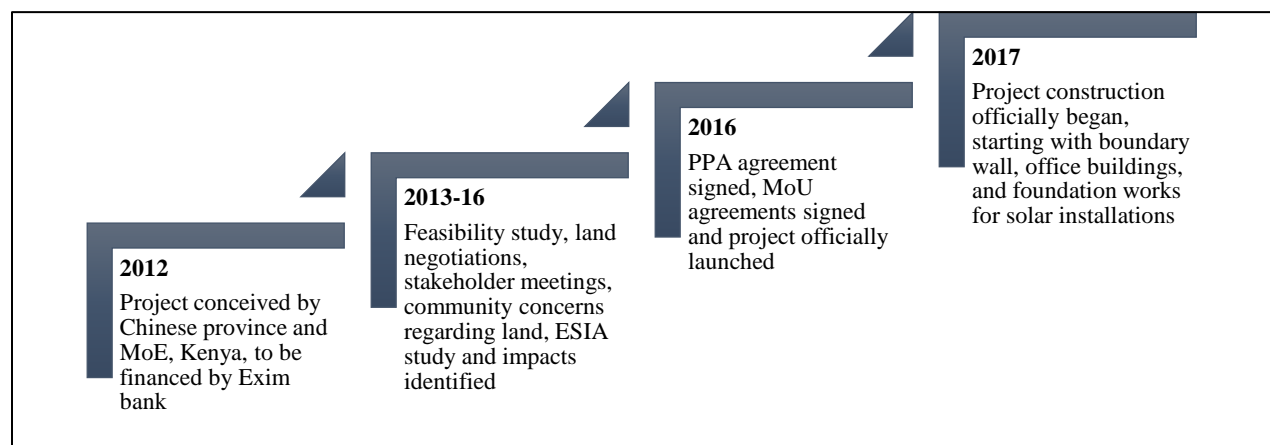 2012
Project conceived by
Chinese province and
MoE, Kenya, to be
financed by Exim
bank
2013-16
Feasibility study, land
negotiations,
stakeholder meetings,
community concerns
regarding land, ESIA
study and impacts
identified
2016
PPA agreement
signed, MoU
agreements signed
and project officially
launched
2017
Project construction
officially began,
starting with boundary
wall, office buildings,
and foundation works
for solar installations